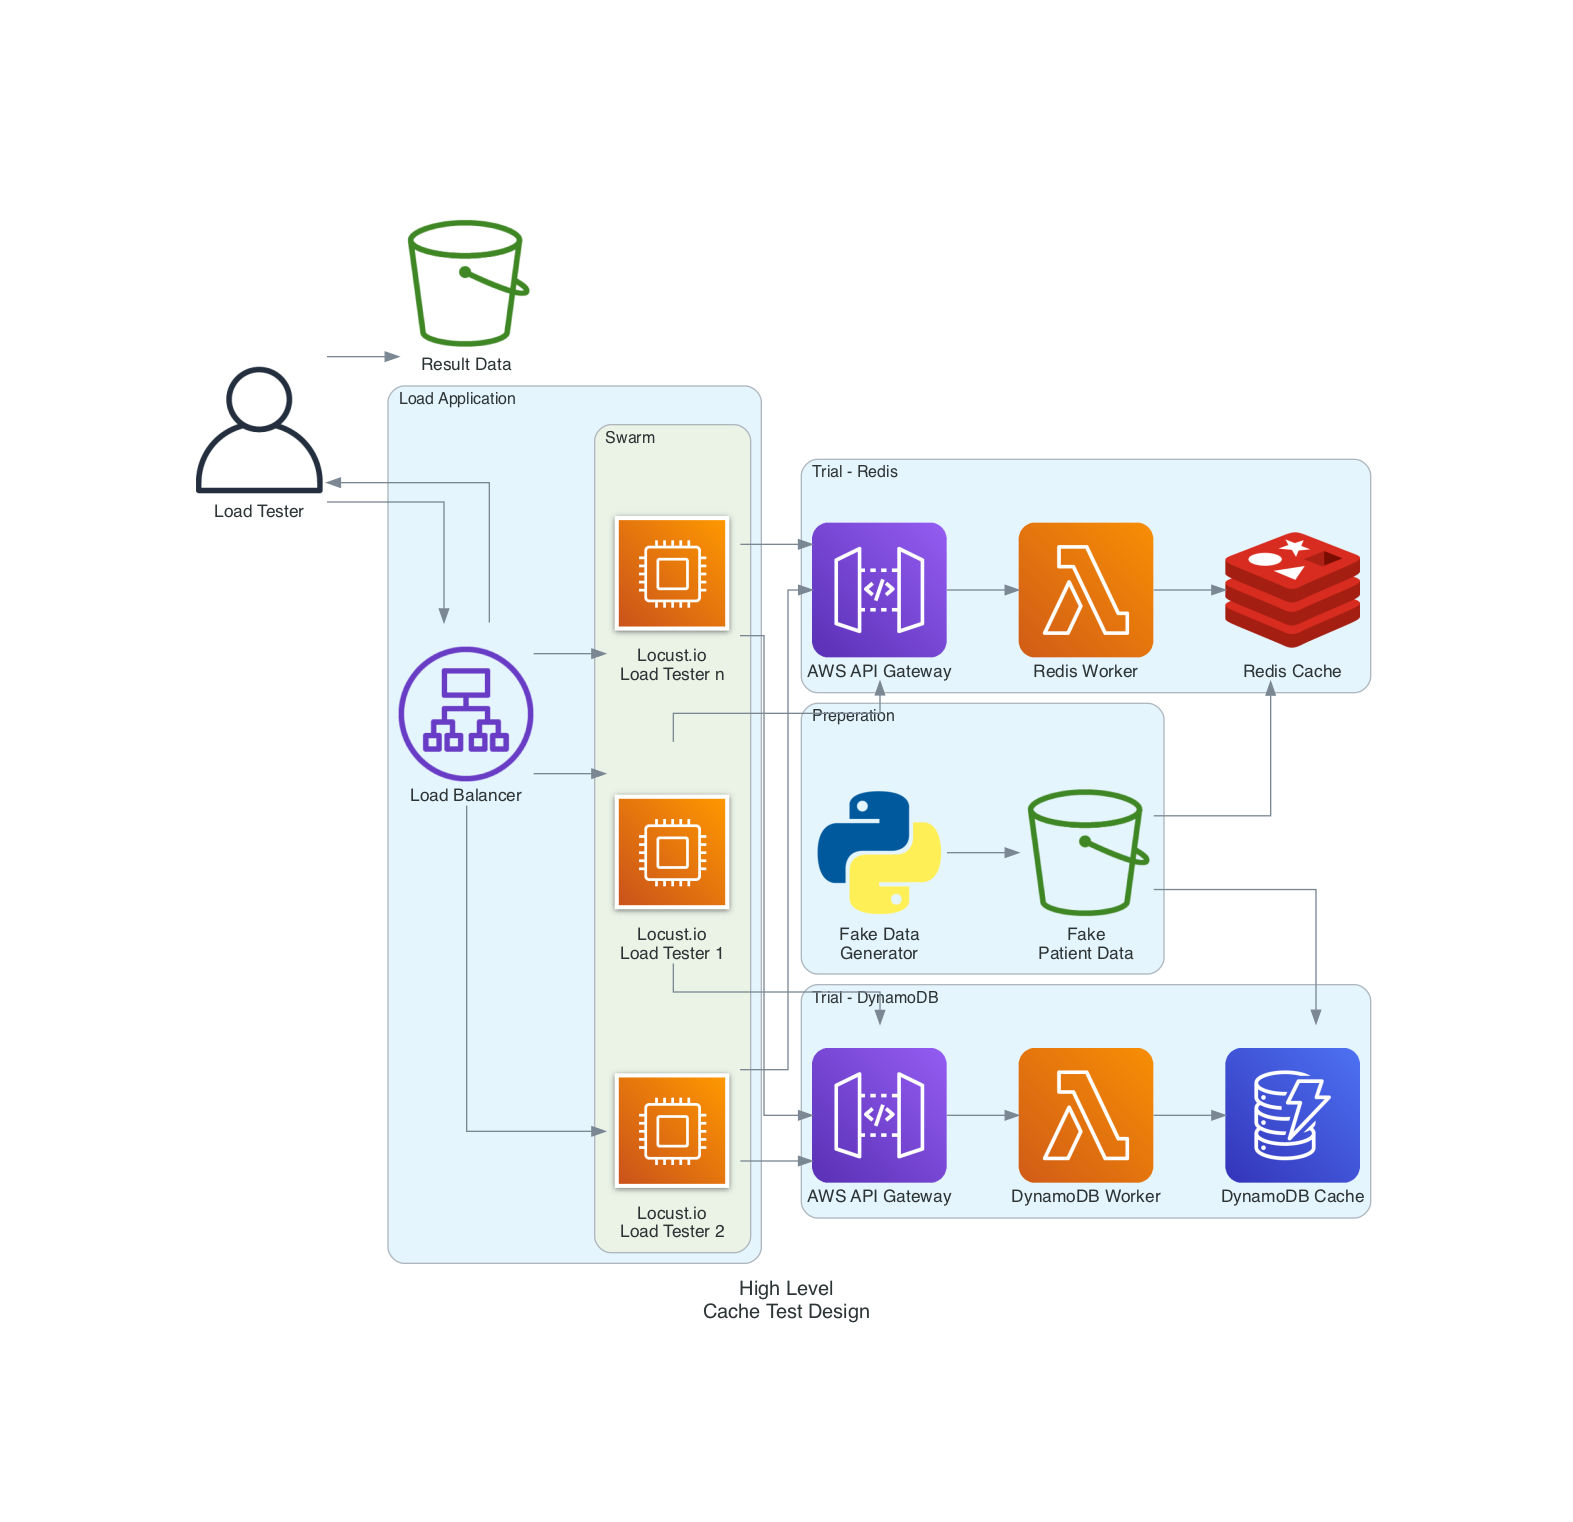 Result Data
Load Tester
Load Application
Swarm
Locust.io
Load Tester n
Load Balancer
Locust.io
Load Tester 1
Locust.io
Load Tester 2
Trial - Redis
AWS API Gateway
Redis Worker
Redis Cache
Preperation
Fake Data
Generator
Fake
Patient Data
Trial - DynamoDB
AWS API Gateway
DynamoDB Worker
DynamoDB Cache
High Level
Cache Test Design